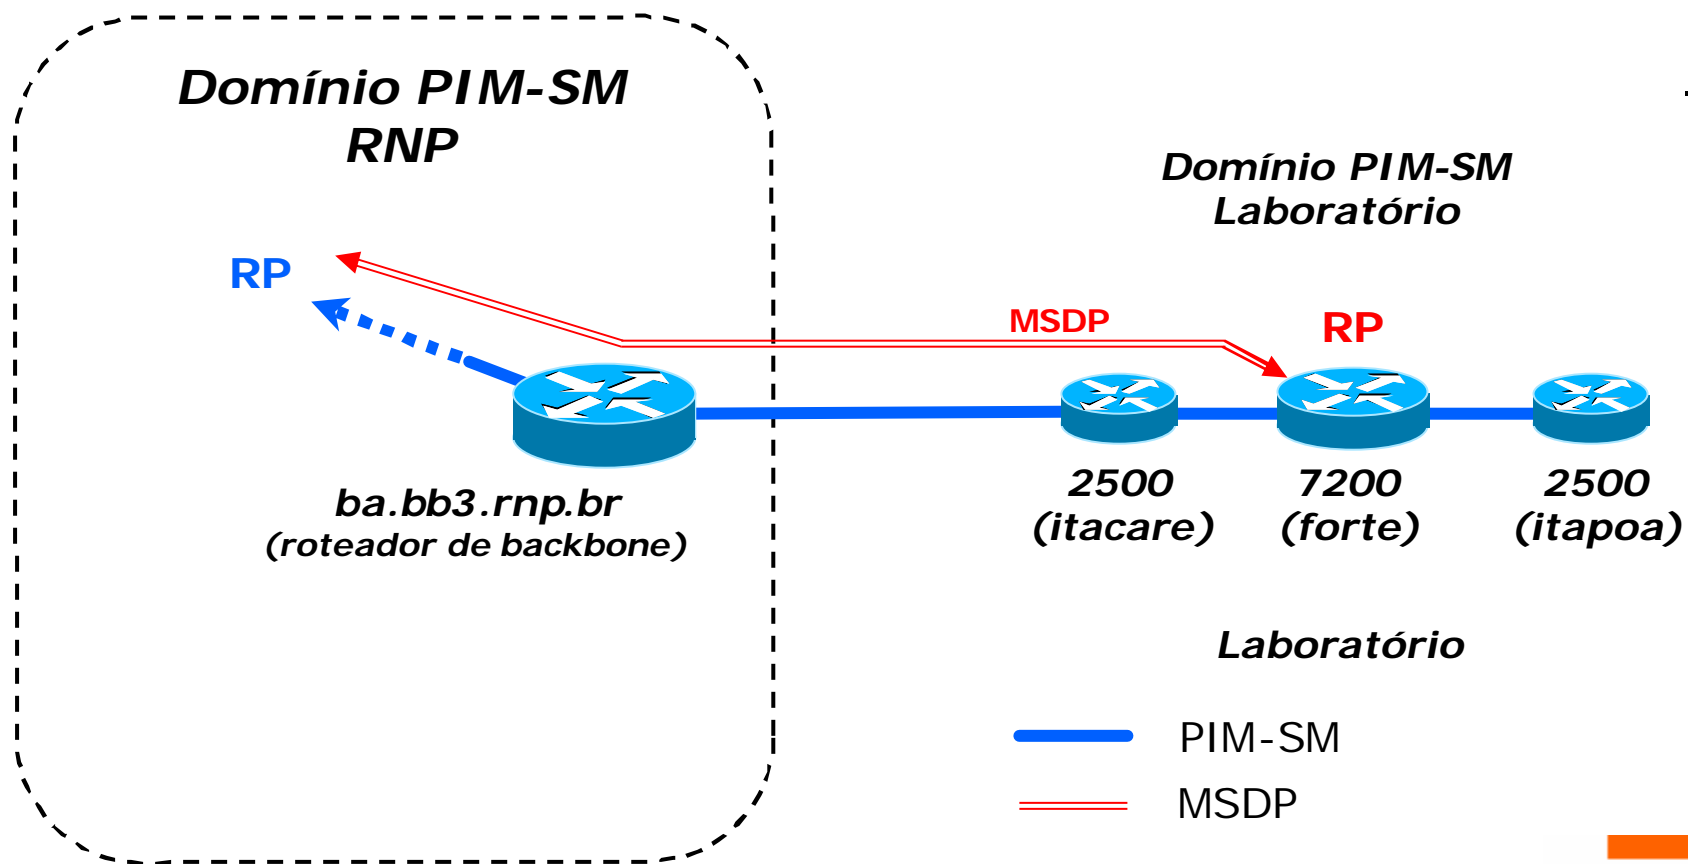 Domínio PIM-SM
RNP
Domínio PIM-SM
Laboratório
RP
MSDP
RP
ba.bb3.rnp.br
(roteador de backbone)
2500
(itacare)
7200
(forte)
2500
(itapoa)
Laboratório
PIM-SM
MSDP